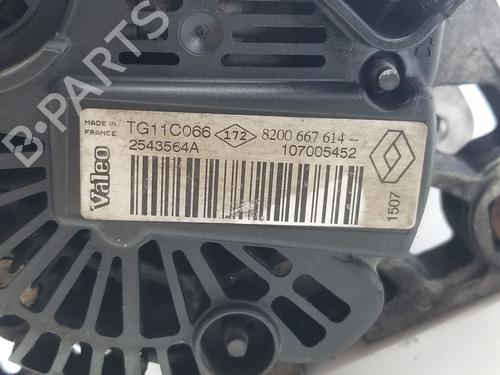 B-PARTS
MADE IN
FRANCE
TG11C066 172 8200 667 614 --
2543564A 107005452
Valeo
1507